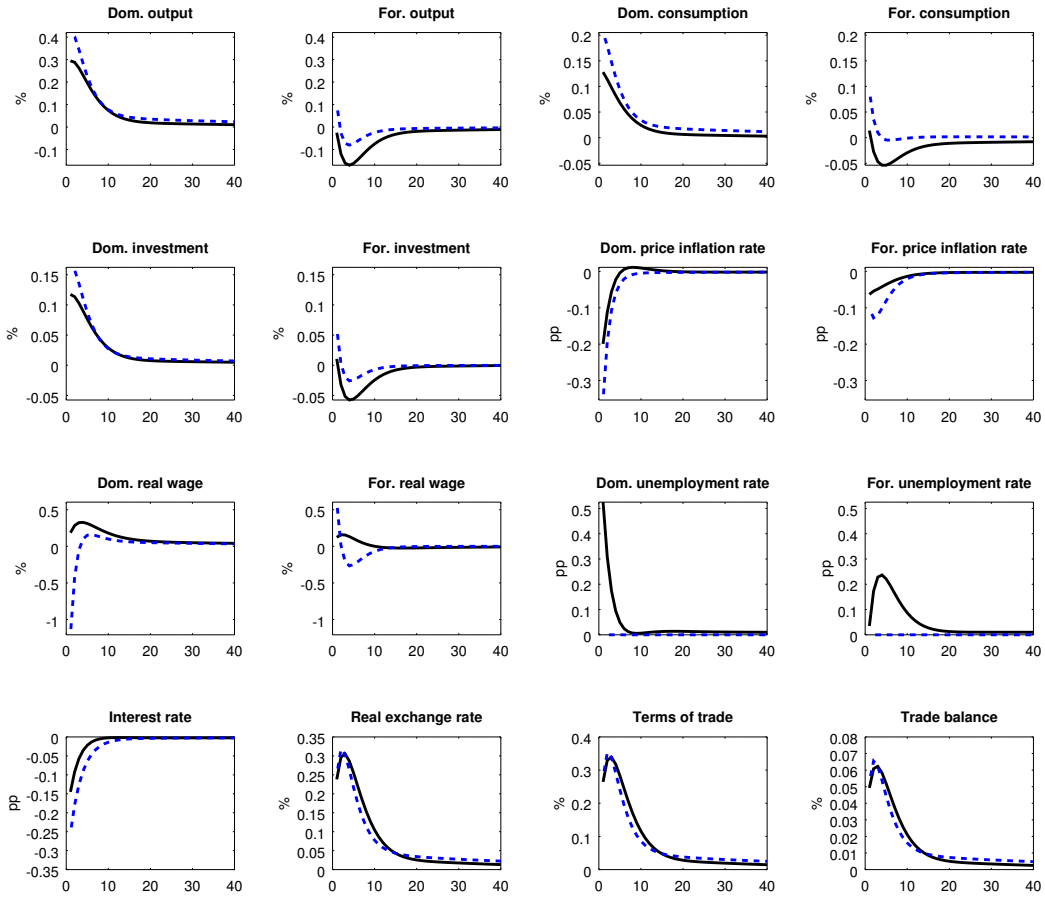 Dom. output
For. output
Dom. consumption
For. consumption
0.4
0.3
0.2
0.1
0
-0.1
%
0 10 20 30 40
0.4
0.3
0.2
0.1
0
-0.1
%
0 10 20 30 40
0.2
0.15
0.1
0.05
0
-0.05
%
0 10 20 30 40
0.2
0.15
0.1
0.05
0
-0.05
%
0 10 20 30 40
Dom. investment
For. investment
Dom. price inflation rate
For. price inflation rate
0.15
0.1
0.05
0
-0.05
%
0 10 20 30 40
0.15
0.1
0.05
0
-0.05
%
0 10 20 30 40
0
-0.1
-0.2
-0.3
pp
0 10 20 30 40
0
-0.1
-0.2
-0.3
pp
0 10 20 30 40
Dom. real wage
For. real wage
Dom. unemployment rate
For. unemployment rate
0.5
0
-0.5
-1
%
0 10 20 30 40
0.5
0
-0.5
-1
%
0 10 20 30 40
0.5
0.4
0.3
0.2
0.1
0
pp
0 10 20 30 40
0.5
0.4
0.3
0.2
0.1
0
pp
0 10 20 30 40
Interest rate
Real exchange rate
Terms of trade
Trade balance
0
-0.05
-0.1
-0.15
-0.2
-0.25
-0.3
-0.35
pp
0 10 20 30 40
0.35
0.3
0.25
0.2
0.15
0.1
0.05
0
%
0 10 20 30 40
0.4
0.3
0.2
0.1
0
%
0 10 20 30 40
0.08
0.07
0.06
0.05
0.04
0.03
0.02
0.01
0
%
0 10 20 30 40